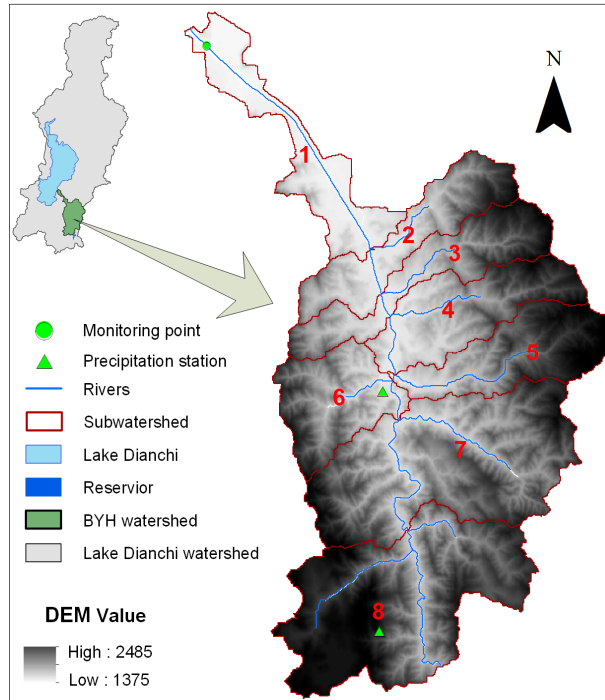 N
1
2
3
4
5
6
7
8
Monitoring point
Precipitation station
Rivers
Subwatershed
Lake Dianchi
Reservior
BYH watershed
Lake Dianchi watershed
DEM Value
High : 2485
Low : 1375